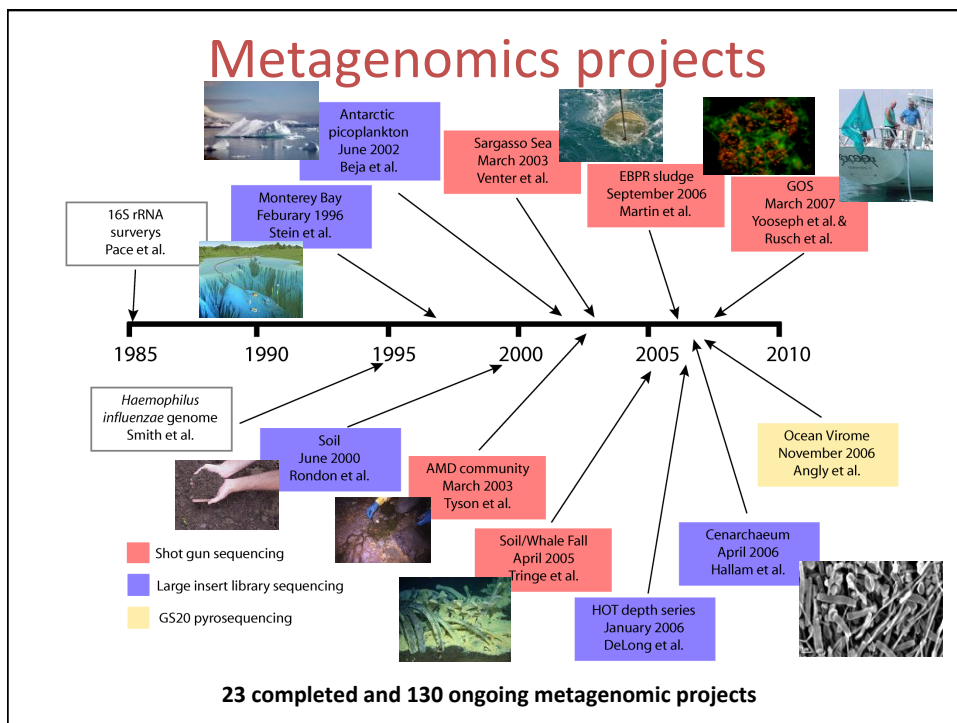 Metagenomics projects
Antarctic
picoplankton
June 2002
Beja et al.
Sargasso Sea
March 2003
Venter et al.
EBPR sludge
September 2006
Martin et al.
GOS
March 2007
Yooseph et al. &
Rusch et al.
Monterey Bay
Feburary 1996
Stein et al.
16S rRNA
surverys
Pace et al.
1985
1990
1995
2000
2005
2010
Haemophilus
influenzae genome
Smith et al.
Soil
June 2000
Rondon et al.
AMD community
March 2003
Tyson et al.
Soil/Whale Fall
April 2005
Tringe et al.
HOT depth series
January 2006
DeLong et al.
Cenarchaeum
April 2006
Hallam et al.
Ocean Virome
November 2006
Angly et al.
Shot gun sequencing
Large insert library sequencing
GS20 pyrosequencing
23 completed and 130 ongoing metagenomic projects